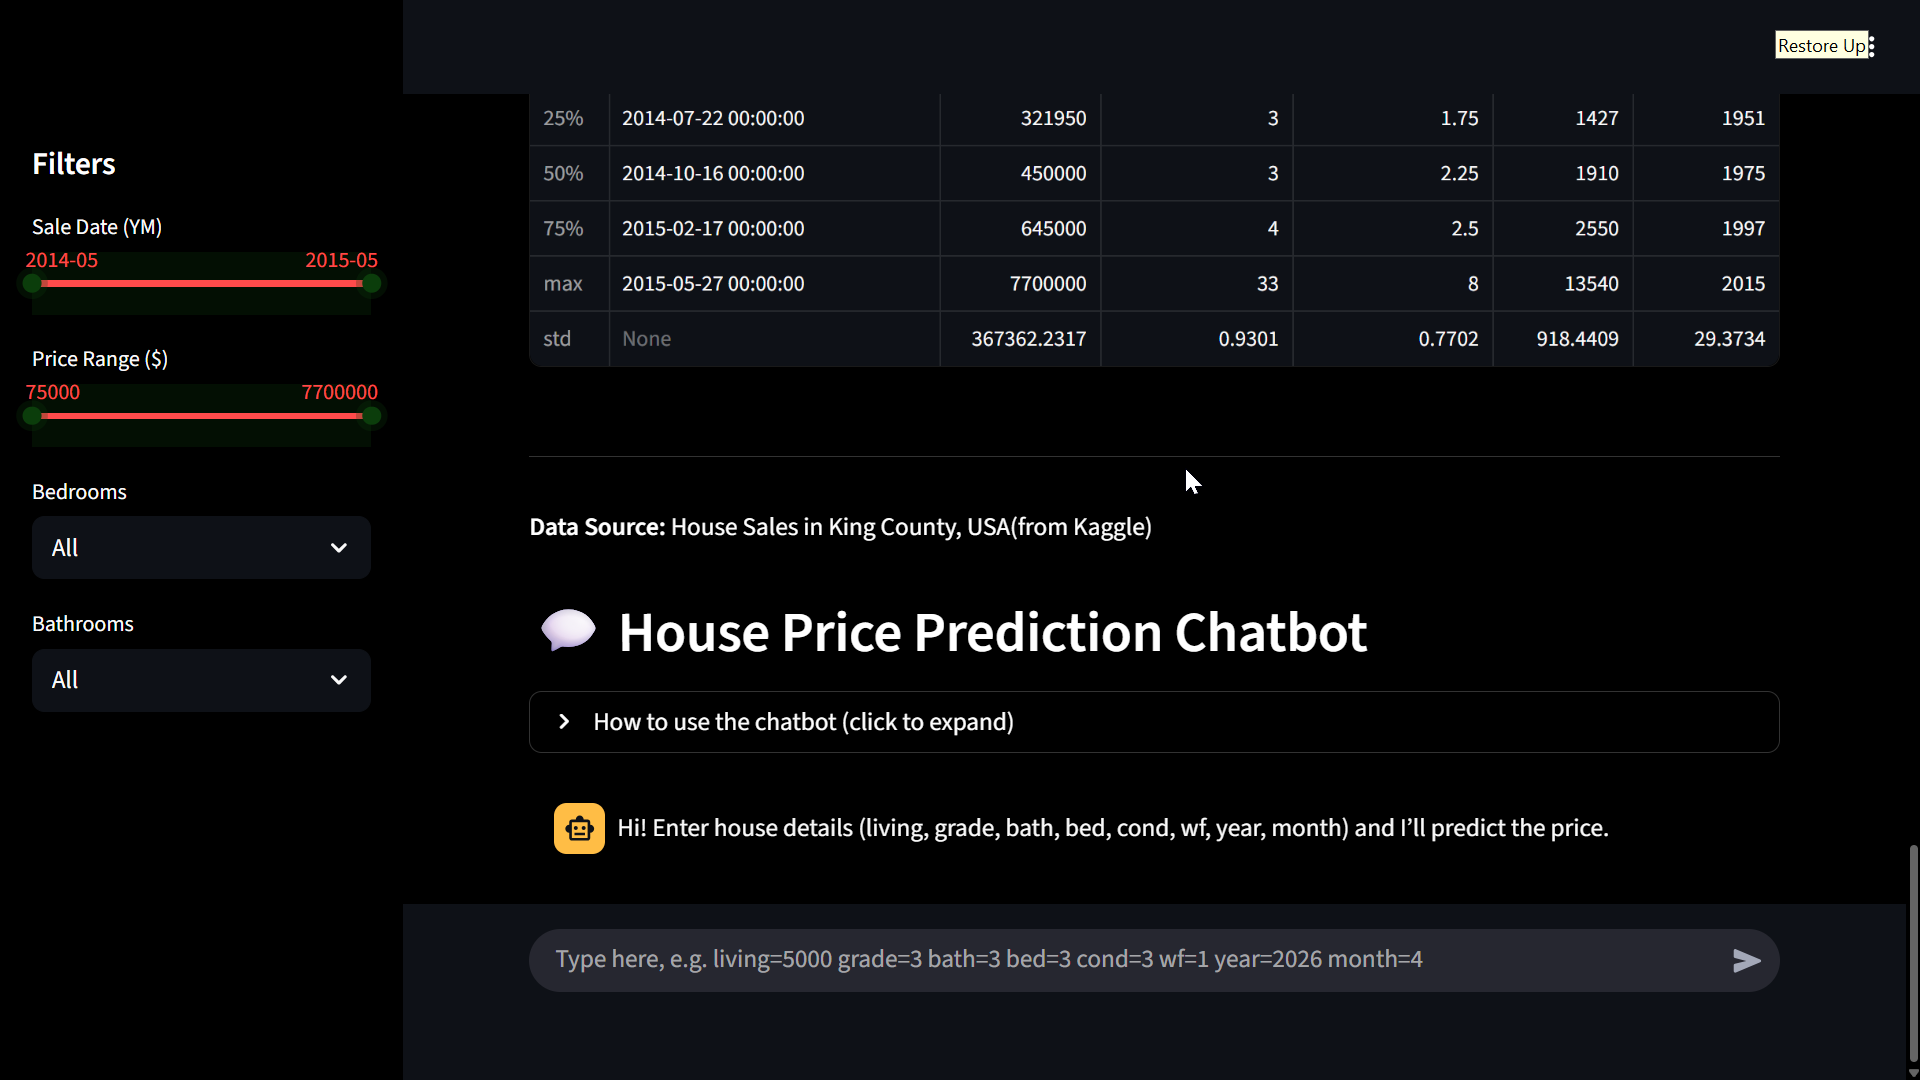 Restore Up
Filters
Sale Date (YM)
2014-05 2015-05
Price Range ($)
75000 7700000
Bedrooms
All
Bathrooms
All
25% 2014-07-22 00:00:00 321950 3 1.75 1427 1951
50% 2014-10-16 00:00:00 450000 3 2.25 1910 1975
75% 2015-02-17 00:00:00 645000 4 2.5 2550 1997
max 2015-05-27 00:00:00 7700000 33 8 13540 2015
std None 367362.2317 0.9301 0.7702 918.4409 29.3734
Data Source: House Sales in King County, USA(from Kaggle)
House Price Prediction Chatbot
How to use the chatbot (click to expand)
Hi! Enter house details (living, grade, bath, bed, cond, wf, year, month) and I’ll predict the price.
Type here, e.g. living=5000 grade=3 bath=3 bed=3 cond=3 wf=1 year=2026 month=4